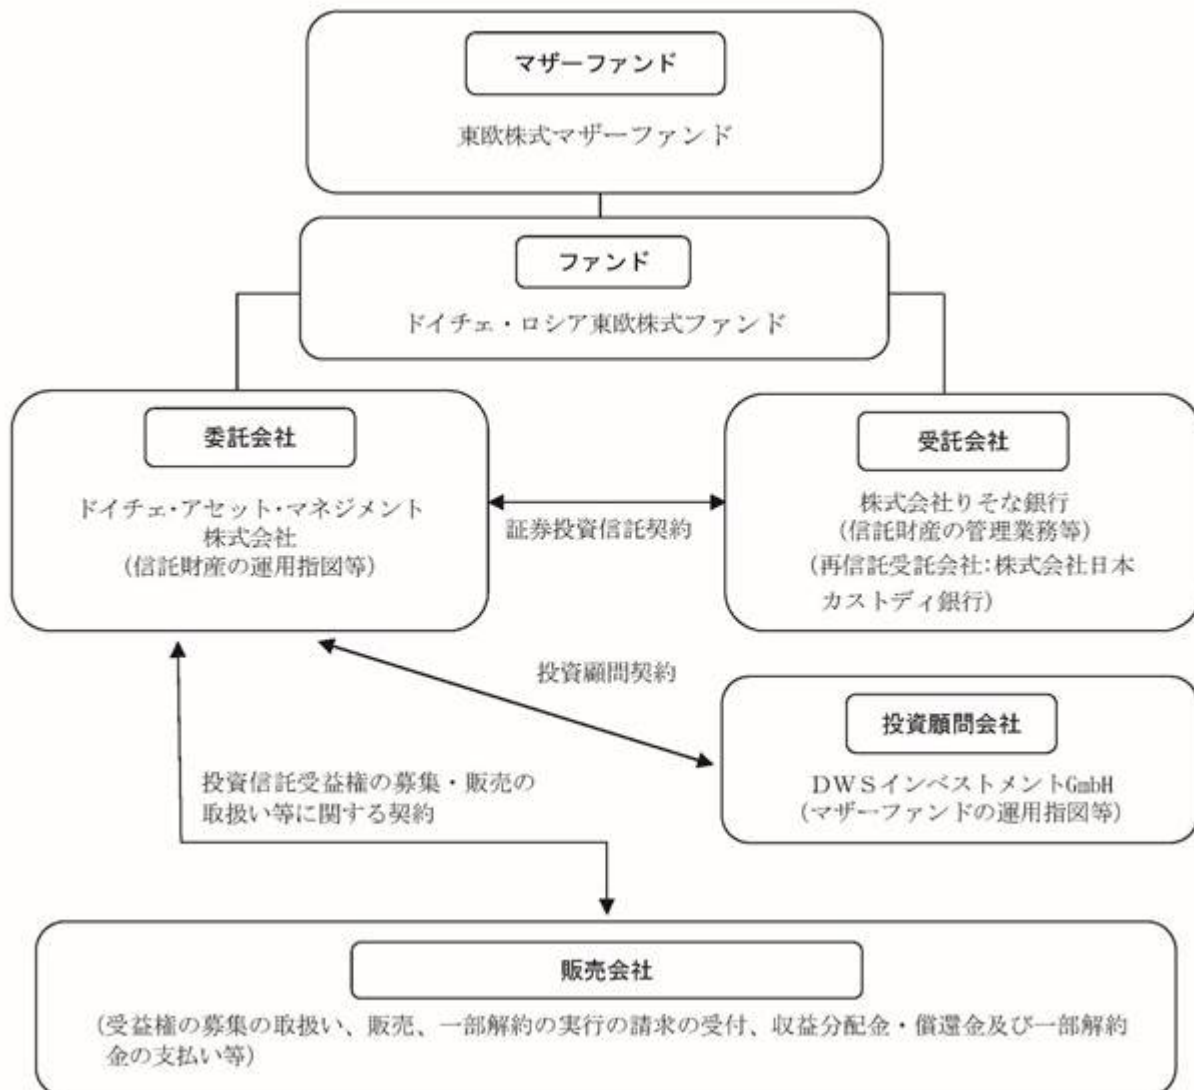 マザーファンド
東欧株式マザーファンド
ファンド
ドイチェ・ロシア東欧株式ファンド
委託会社
ドイチェ・アセット・マネジメント
株式会社
(信託財産の運用指図等)
証券投資信託契約
受託会社
株式会社りそな銀行
(信託財産の管理業務等)
(再信託受託会社:株式会社日本
カストディ銀行)
投資顧問契約
投資顧問会社
DWSインベストメントGmbH
(マザーファンドの運用指図等)
投資信託受益権の募集・販売の
取扱い等に関する契約
販売会社
(受益権の募集の取扱い、販売、一部解約の実行の請求の受付、収益分配金・償還金及び一部解約
金の支払い等)